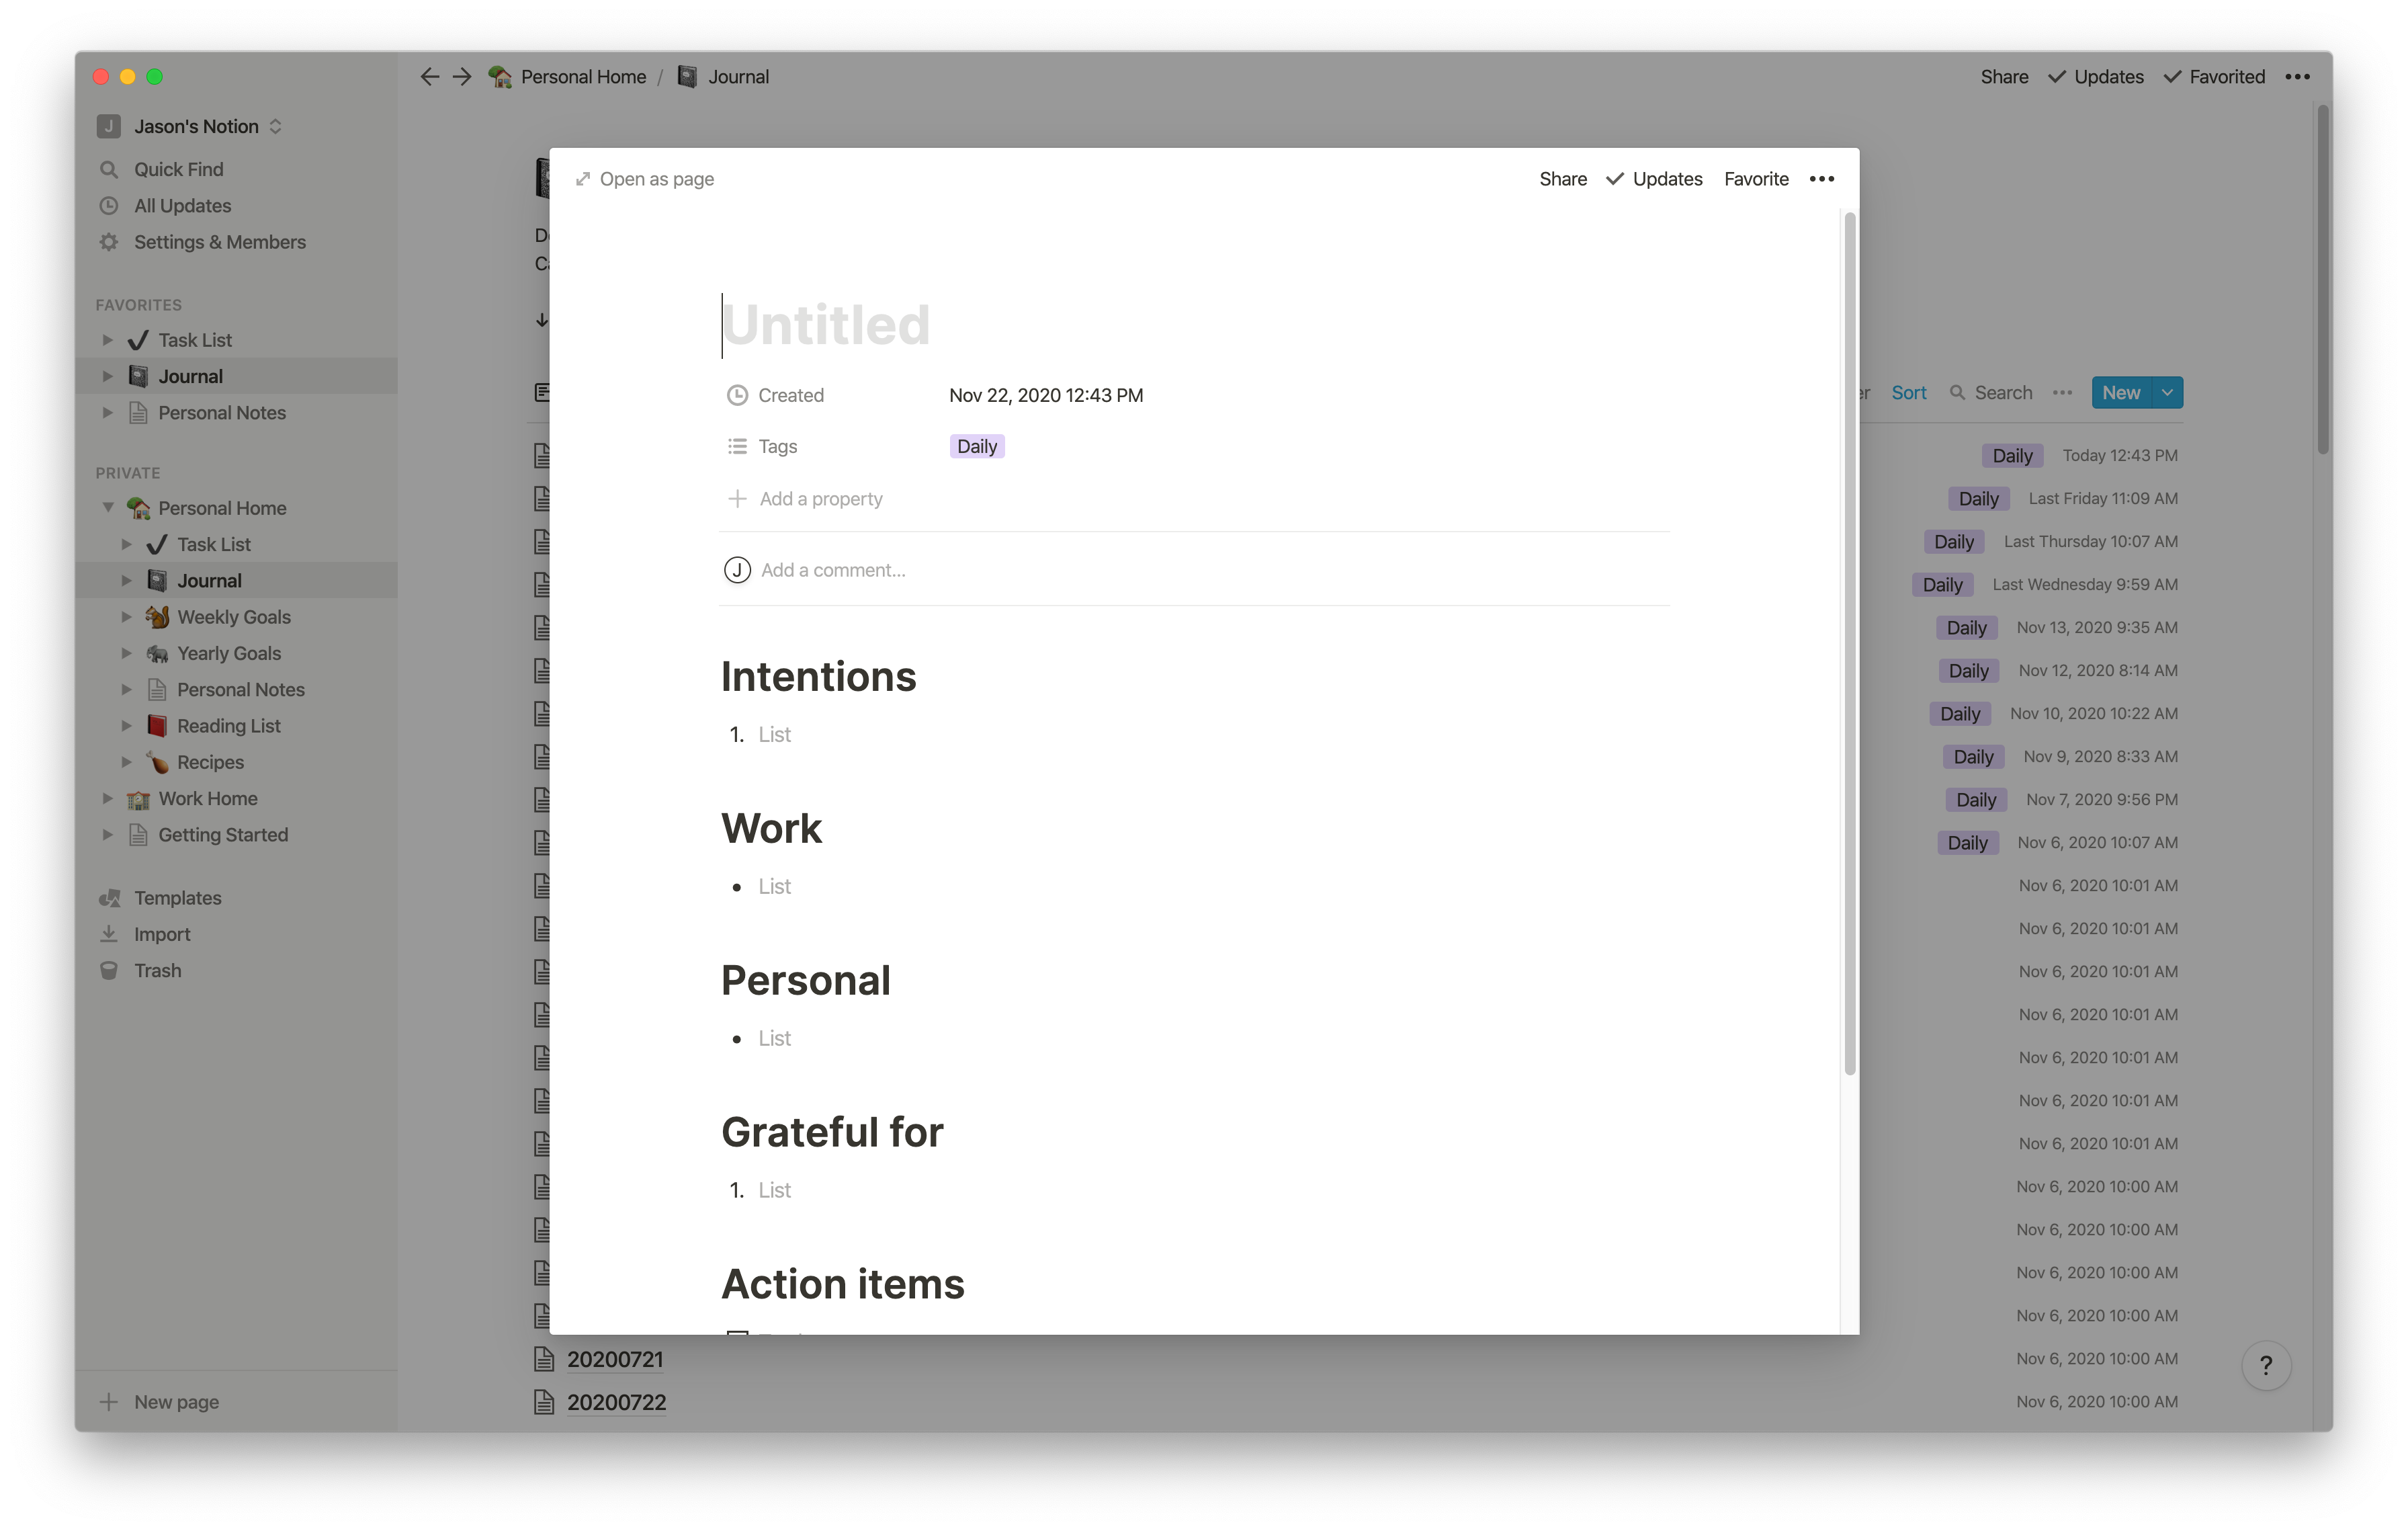 Personal Home / Journal
Share Updates Favorited
J Jason's Notion
Quick Find
All Updates
Settings & Members
FAVORITES
Task List
Journal
Personal Notes
PRIVATE
Personal Home
Task List
Journal
Weekly Goals
Yearly Goals
Personal Notes
Reading List
Recipes
Work Home
Getting Started
Templates
Import
Trash
New page
Open as page
Share Updates Favorite
Untitled
Created Nov 22, 2020 12:43 PM
Tags Daily
Add a property
J Add a comment...
Intentions
1. List
Work
• List
Personal
• List
Grateful for
1. List
Action items
Sort Search New
Daily Today 12:43 PM
Daily Last Friday 11:09 AM
Daily Last Thursday 10:07 AM
Daily Last Wednesday 9:59 AM
Daily Nov 13, 2020 9:35 AM
Daily Nov 12, 2020 8:14 AM
Daily Nov 10, 2020 10:22 AM
Daily Nov 9, 2020 8:33 AM
Daily Nov 7, 2020 9:56 PM
Daily Nov 6, 2020 10:07 AM
Nov 6, 2020 10:01 AM
Nov 6, 2020 10:01 AM
Nov 6, 2020 10:01 AM
Nov 6, 2020 10:01 AM
Nov 6, 2020 10:01 AM
Nov 6, 2020 10:01 AM
Nov 6, 2020 10:01 AM
Nov 6, 2020 10:00 AM
Nov 6, 2020 10:00 AM
Nov 6, 2020 10:00 AM
Nov 6, 2020 10:00 AM
20200721 Nov 6, 2020 10:00 AM
20200722 Nov 6, 2020 10:00 AM
?